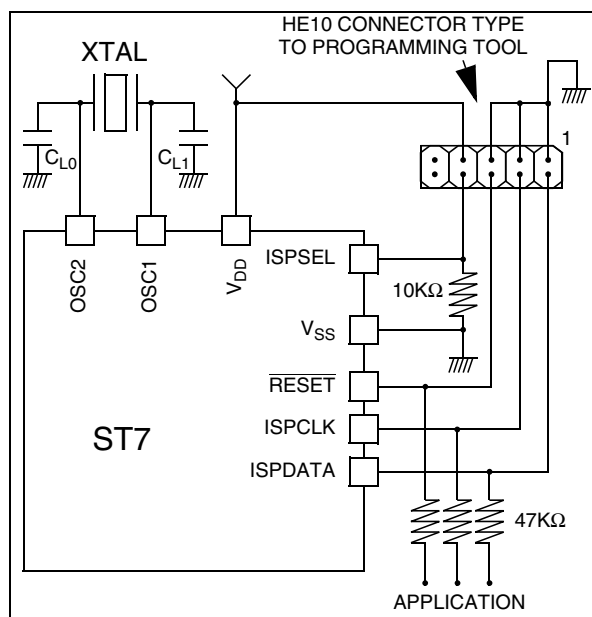 HE10 CONNECTOR TYPE
TO PROGRAMMING TOOL
XTAL
1
CL0
CL1
OSC2
OSC1
VDD
ISPSEL
10KΩ
VSS
RESET
ST7
ISPCLK
ISPDATA
47KΩ
APPLICATION